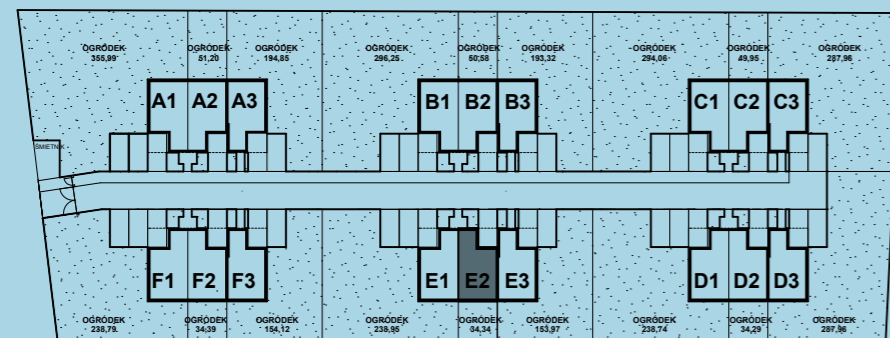 OGRÓDEK OGRÓDEK OGRÓDEK OGRÓDEK OGRÓDEK OGRÓDEK OGRÓDEK OGRÓDEK OGRÓDEK
355,99 51,20 194,85 296,25 50,58 193,32 294,06 49,95 287,96
A1 A2 A3 B1 B2 B3 C1 C2 C3
ŚMIETNIK
F1 F2 F3 E1 E2 E3 D1 D2 D3
OGRÓDEK OGRÓDEK OGRÓDEK OGRÓDEK OGRÓDEK OGRÓDEK OGRÓDEK OGRÓDEK OGRÓDEK
238,79 34,39 154,12 238,95 34,34 153,97 238,74 34,29 287,96